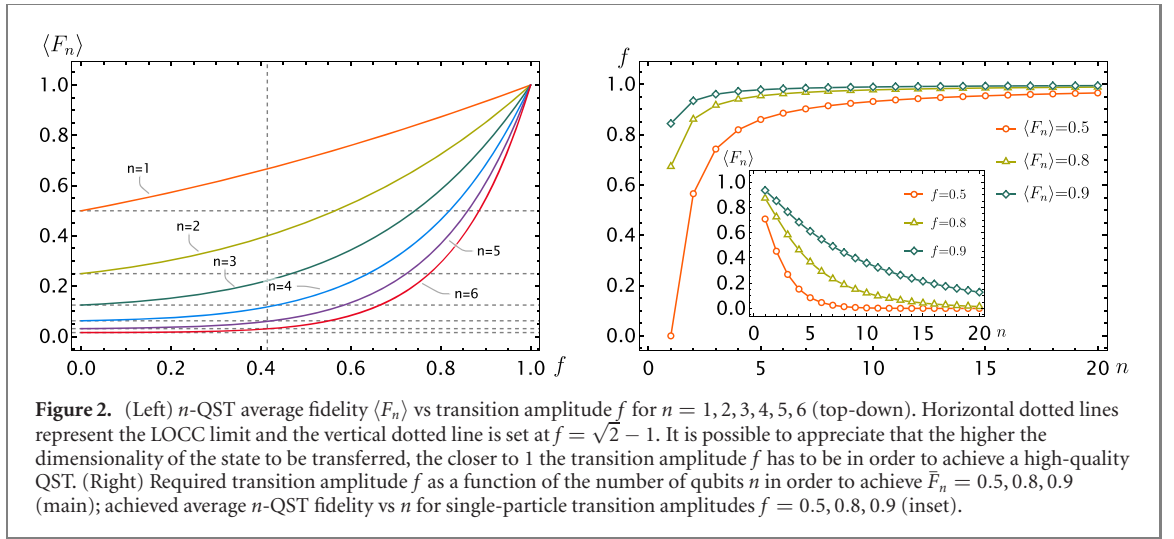 ⟨Fₙ⟩
1.0
0.8
0.6
0.4
0.2
0.0
n=1
n=2
n=3
n=4
n=5
n=6
0.0 0.2 0.4 0.6 0.8 1.0 f
f
1.0
0.8
0.6
0.4
0.2
0.0
⟨Fₙ⟩=0.5
⟨Fₙ⟩=0.8
⟨Fₙ⟩=0.9
⟨Fₙ⟩
1.0
0.8
0.6
0.4
0.2
0.0
f=0.5
f=0.8
f=0.9
0 5 10 15 20 n
0 5 10 15 20 n
Figure 2. (Left) n-QST average fidelity ⟨Fₙ⟩ vs transition amplitude f for n = 1, 2, 3, 4, 5, 6 (top-down). Horizontal dotted lines
represent the LOCC limit and the vertical dotted line is set at f = √2 − 1. It is possible to appreciate that the higher the
dimensionality of the state to be transferred, the closer to 1 the transition amplitude f has to be in order to achieve a high-quality
QST. (Right) Required transition amplitude f as a function of the number of qubits n in order to achieve F̄ₙ = 0.5, 0.8, 0.9
(main); achieved average n-QST fidelity vs n for single-particle transition amplitudes f = 0.5, 0.8, 0.9 (inset).